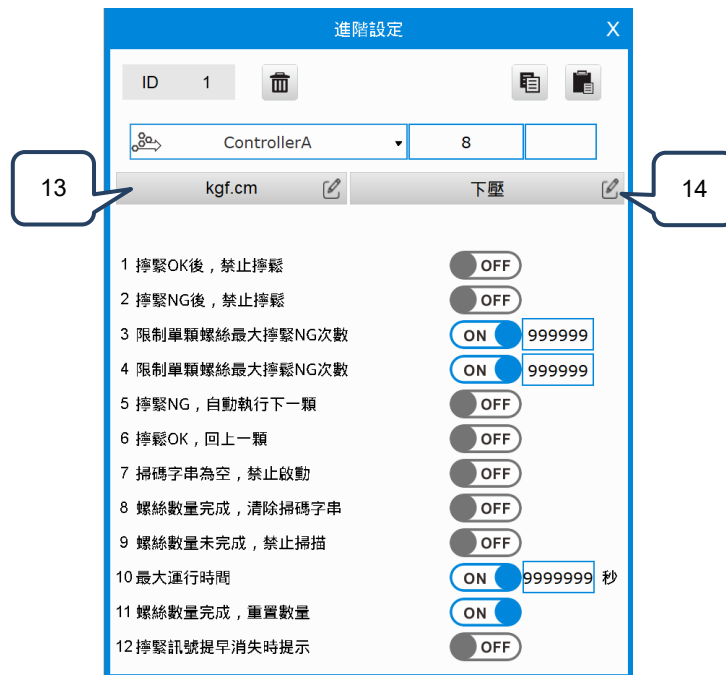 進階設定 X
ID 1
ControllerA 8
13 kgf.cm 下壓 14
1 擰緊OK後，禁止擰鬆 OFF
2 擰緊NG後，禁止擰鬆 OFF
3 限制單顆螺絲最大擰緊NG次數 ON 999999
4 限制單顆螺絲最大擰鬆NG次數 ON 999999
5 擰緊NG，自動執行下一顆 OFF
6 擰鬆OK，回上一顆 OFF
7 掃碼字串為空，禁止啟動 OFF
8 螺絲數量完成，清除掃碼字串 OFF
9 螺絲數量未完成，禁止掃描 OFF
10 最大運行時間 ON 9999999 秒
11 螺絲數量完成，重置數量 ON
12 擰緊訊號提早消失時提示 OFF